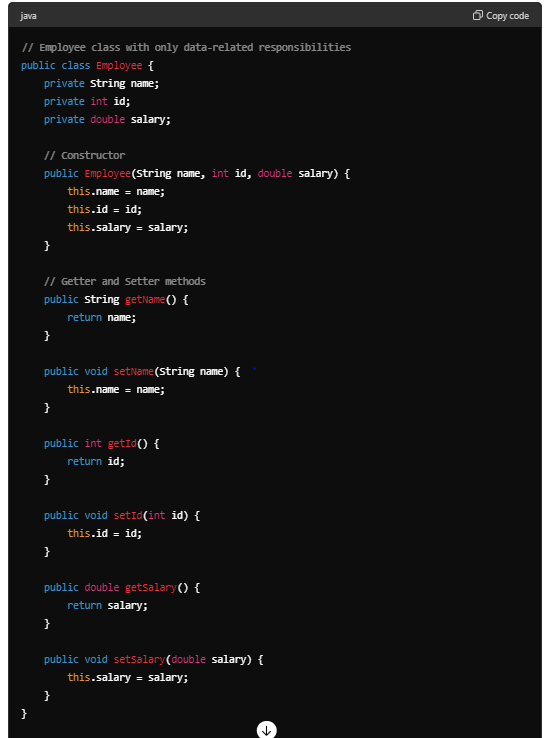 java
Copy code
// Employee class with only data-related responsibilities
public class Employee {
    private String name;
    private int id;
    private double salary;

    // Constructor
    public Employee(String name, int id, double salary) {
        this.name = name;
        this.id = id;
        this.salary = salary;
    }

    // Getter and Setter methods
    public String getName() {
        return name;
    }

    public void setName(String name) {
        this.name = name;
    }

    public int getId() {
        return id;
    }

    public void setId(int id) {
        this.id = id;
    }

    public double getSalary() {
        return salary;
    }

    public void setSalary(double salary) {
        this.salary = salary;
    }
}